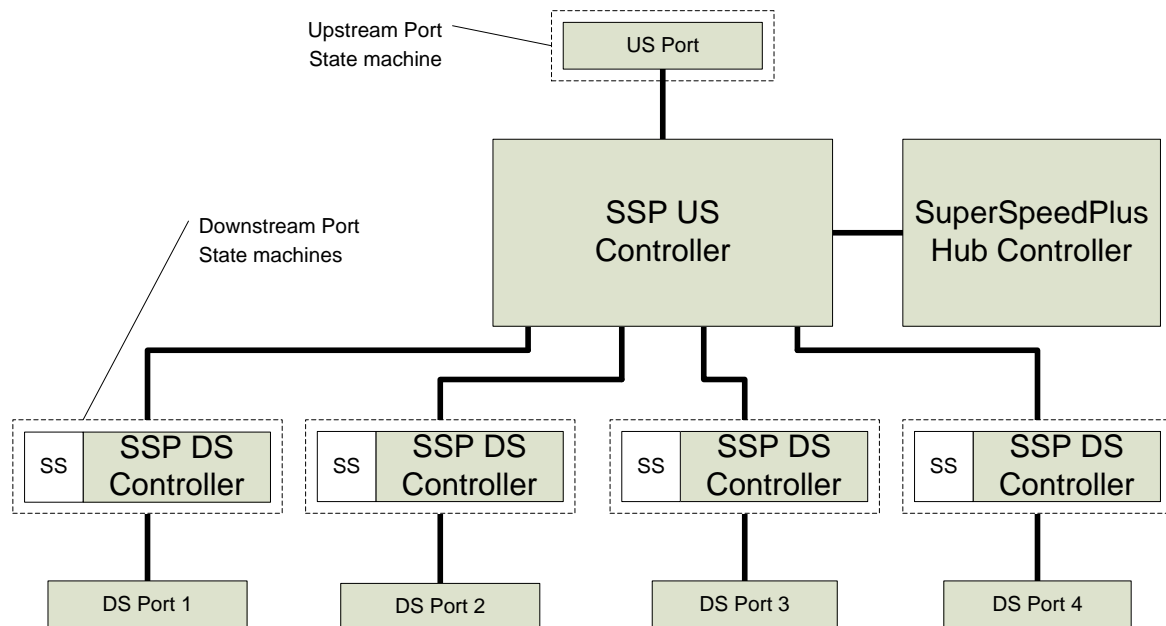 Upstream Port
State machine
US Port
SSP US
Controller
SuperSpeedPlus
Hub Controller
Downstream Port
State machines
SS
SSP DS
Controller
SS
SSP DS
Controller
SS
SSP DS
Controller
SS
SSP DS
Controller
DS Port 1
DS Port 2
DS Port 3
DS Port 4